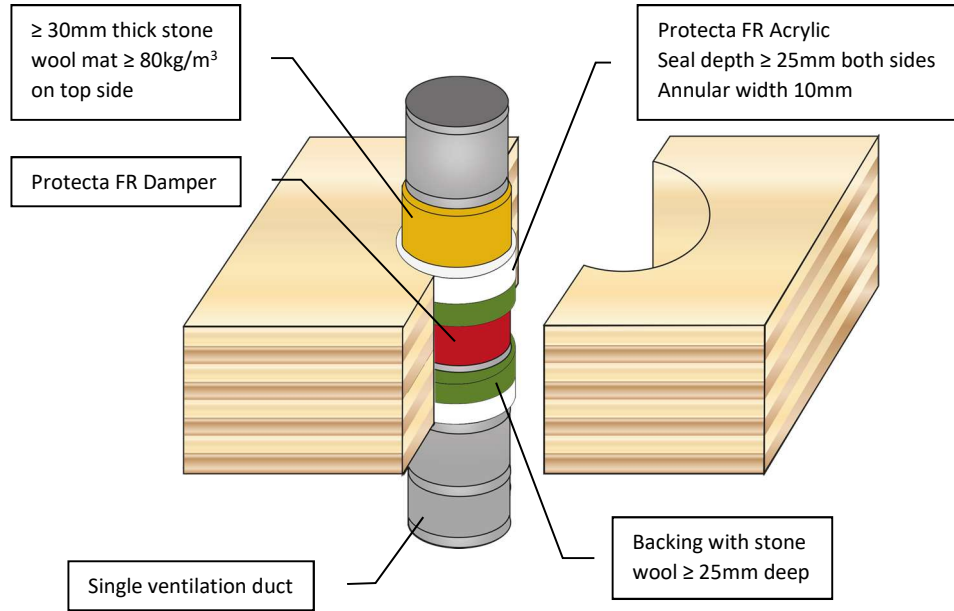 ≥ 30mm thick stone
wool mat ≥ 80kg/m³
on top side
Protecta FR Acrylic
Seal depth ≥ 25mm both sides
Annular width 10mm
Protecta FR Damper
Single ventilation duct
Backing with stone
wool ≥ 25mm deep